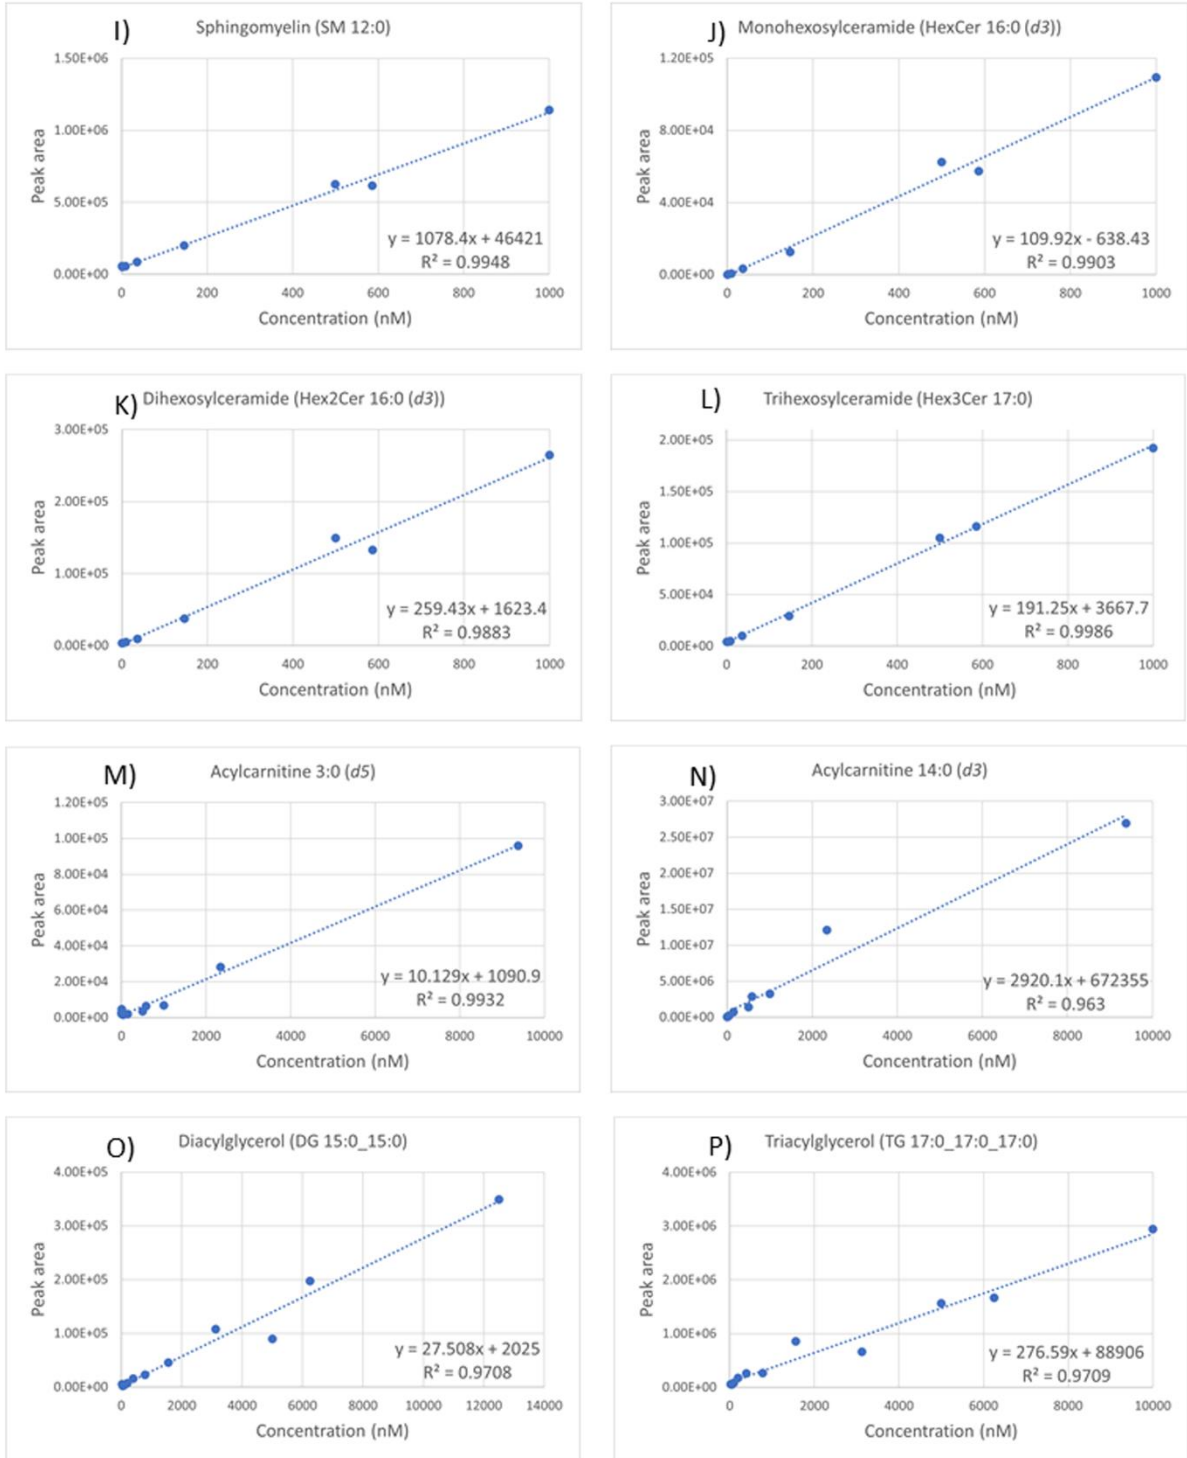 I) Sphingomyelin (SM 12:0)
1.50E+06
1.00E+06
5.00E+05
0.00E+00
Peak area
y = 1078.4x + 46421
R² = 0.9948
0 200 400 600 800 1000
Concentration (nM)
J) Monohexosylceramide (HexCer 16:0 (d3))
1.20E+05
8.00E+04
4.00E+04
0.00E+00
Peak area
y = 109.92x - 638.43
R² = 0.9903
0 200 400 600 800 1000
Concentration (nM)
K) Dihexosylceramide (Hex2Cer 16:0 (d3))
3.00E+05
2.00E+05
1.00E+05
0.00E+00
Peak area
y = 259.43x + 1623.4
R² = 0.9883
0 200 400 600 800 1000
Concentration (nM)
L) Trihexosylceramide (Hex3Cer 17:0)
2.00E+05
1.50E+05
1.00E+05
5.00E+04
0.00E+00
Peak area
y = 191.25x + 3667.7
R² = 0.9986
0 200 400 600 800 1000
Concentration (nM)
M) Acylcarnitine 3:0 (d5)
1.20E+05
1.00E+05
8.00E+04
6.00E+04
4.00E+04
2.00E+04
0.00E+00
Peak area
y = 10.129x + 1090.9
R² = 0.9932
0 2000 4000 6000 8000 10000
Concentration (nM)
N) Acylcarnitine 14:0 (d3)
3.00E+07
2.50E+07
2.00E+07
1.50E+07
1.00E+07
5.00E+06
0.00E+00
Peak area
y = 2920.1x + 672355
R² = 0.963
0 2000 4000 6000 8000 10000
Concentration (nM)
O) Diacylglycerol (DG 15:0_15:0)
4.00E+05
3.00E+05
2.00E+05
1.00E+05
0.00E+00
Peak area
y = 27.508x + 2025
R² = 0.9708
0 2000 4000 6000 8000 10000 12000 14000
Concentration (nM)
P) Triacylglycerol (TG 17:0_17:0_17:0)
4.00E+06
3.00E+06
2.00E+06
1.00E+06
0.00E+00
Peak area
y = 276.59x + 88906
R² = 0.9709
0 2000 4000 6000 8000 10000
Concentration (nM)